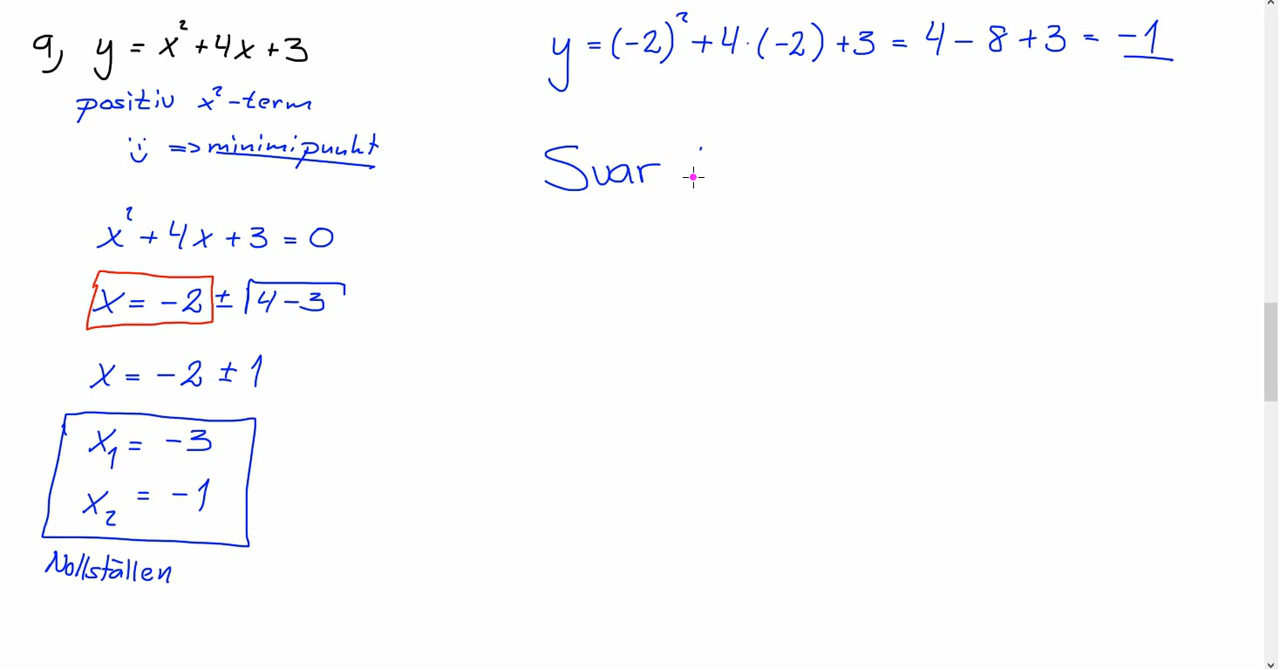 a, y = x² + 4x + 3
positiv x²-term
=> minimipunkt
x² + 4x + 3 = 0
x = -2 ± √4-3
x = -2 ± 1
x₁ = -3
x₂ = -1
Nollställen
y = (-2)² + 4·(-2) + 3 = 4 - 8 + 3 = -1
Svar